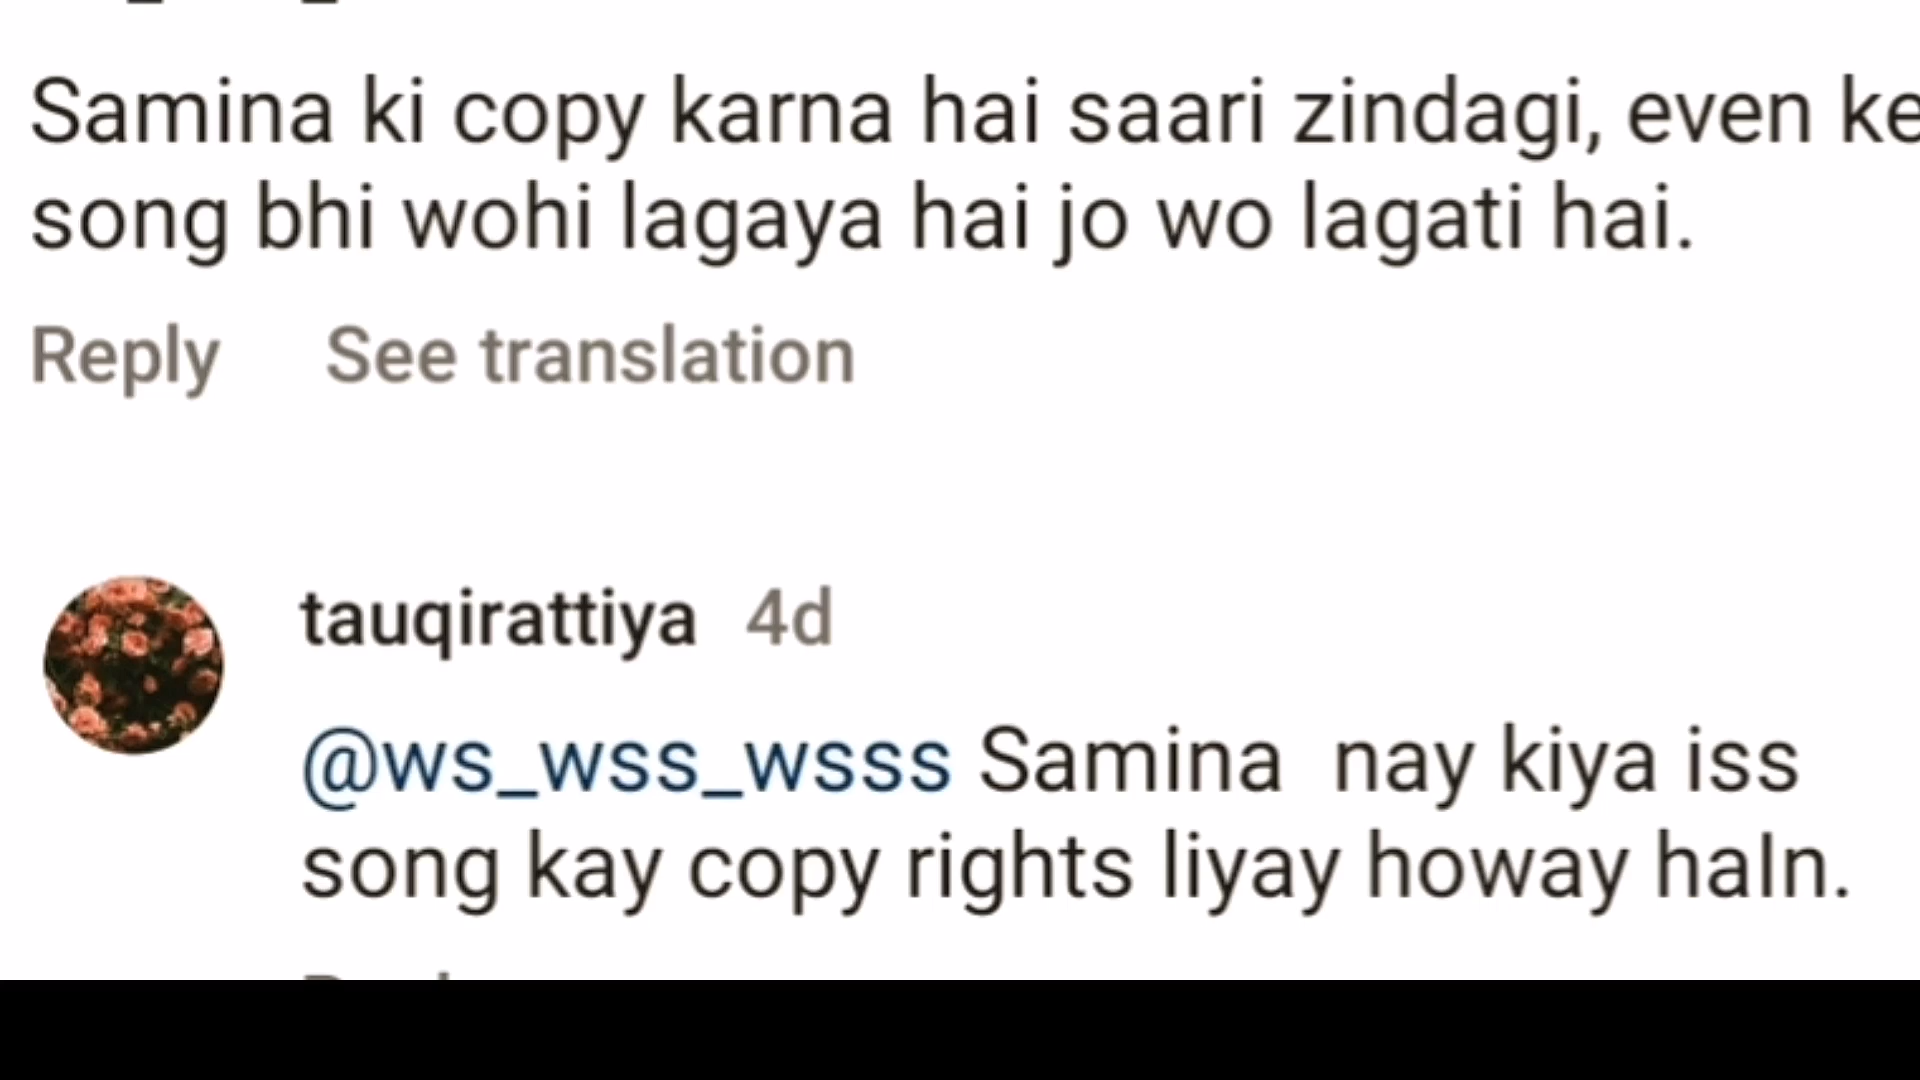 Samina ki copy karna hai saari zindagi, even ke
song bhi wohi lagaya hai jo wo lagati hai.
Reply See translation
tauqirattiya 4d
@ws_wss_wsss Samina nay kiya iss
song kay copy rights liyay howay haIn.